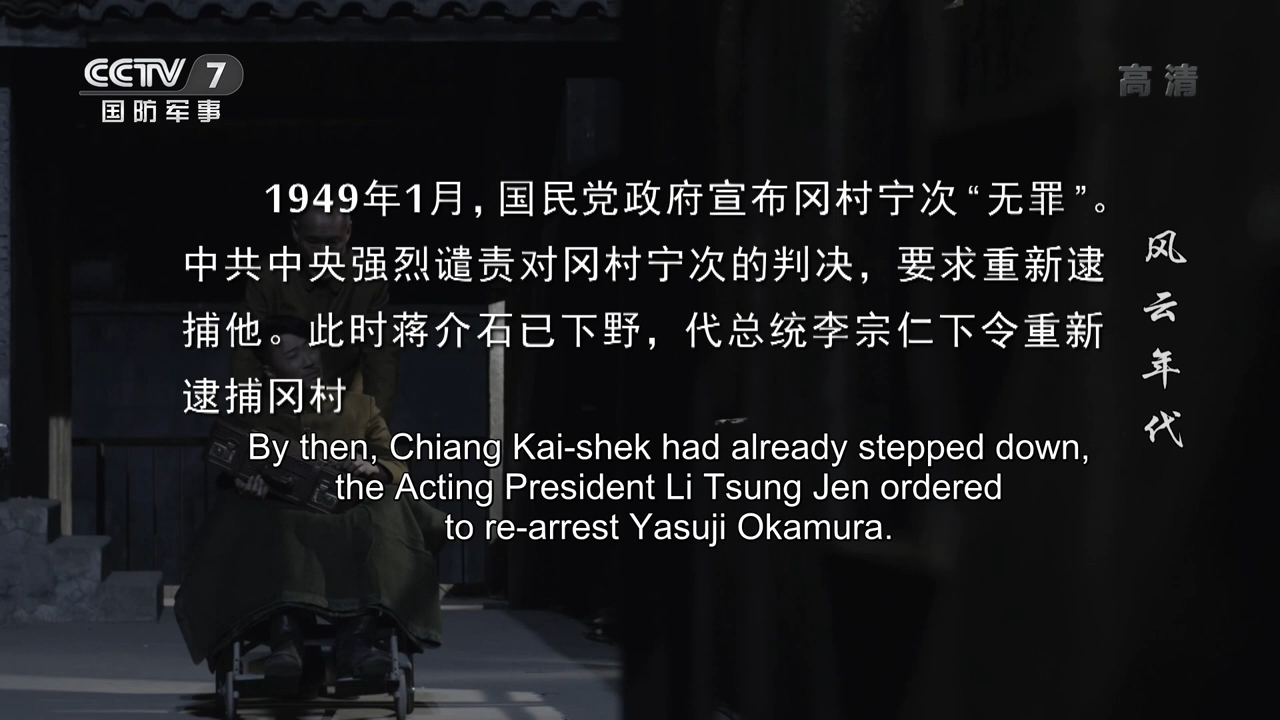 CCTV 7
国防军事
高清
1949年1月，国民党政府宣布冈村宁次“无罪”。
中共中央强烈谴责对冈村宁次的判决，要求重新逮
捕他。此时蒋介石已下野，代总统李宗仁下令重新
逮捕冈村
By then, Chiang Kai-shek had already stepped down,
the Acting President Li Tsung Jen ordered
to re-arrest Yasuji Okamura.
风云年代